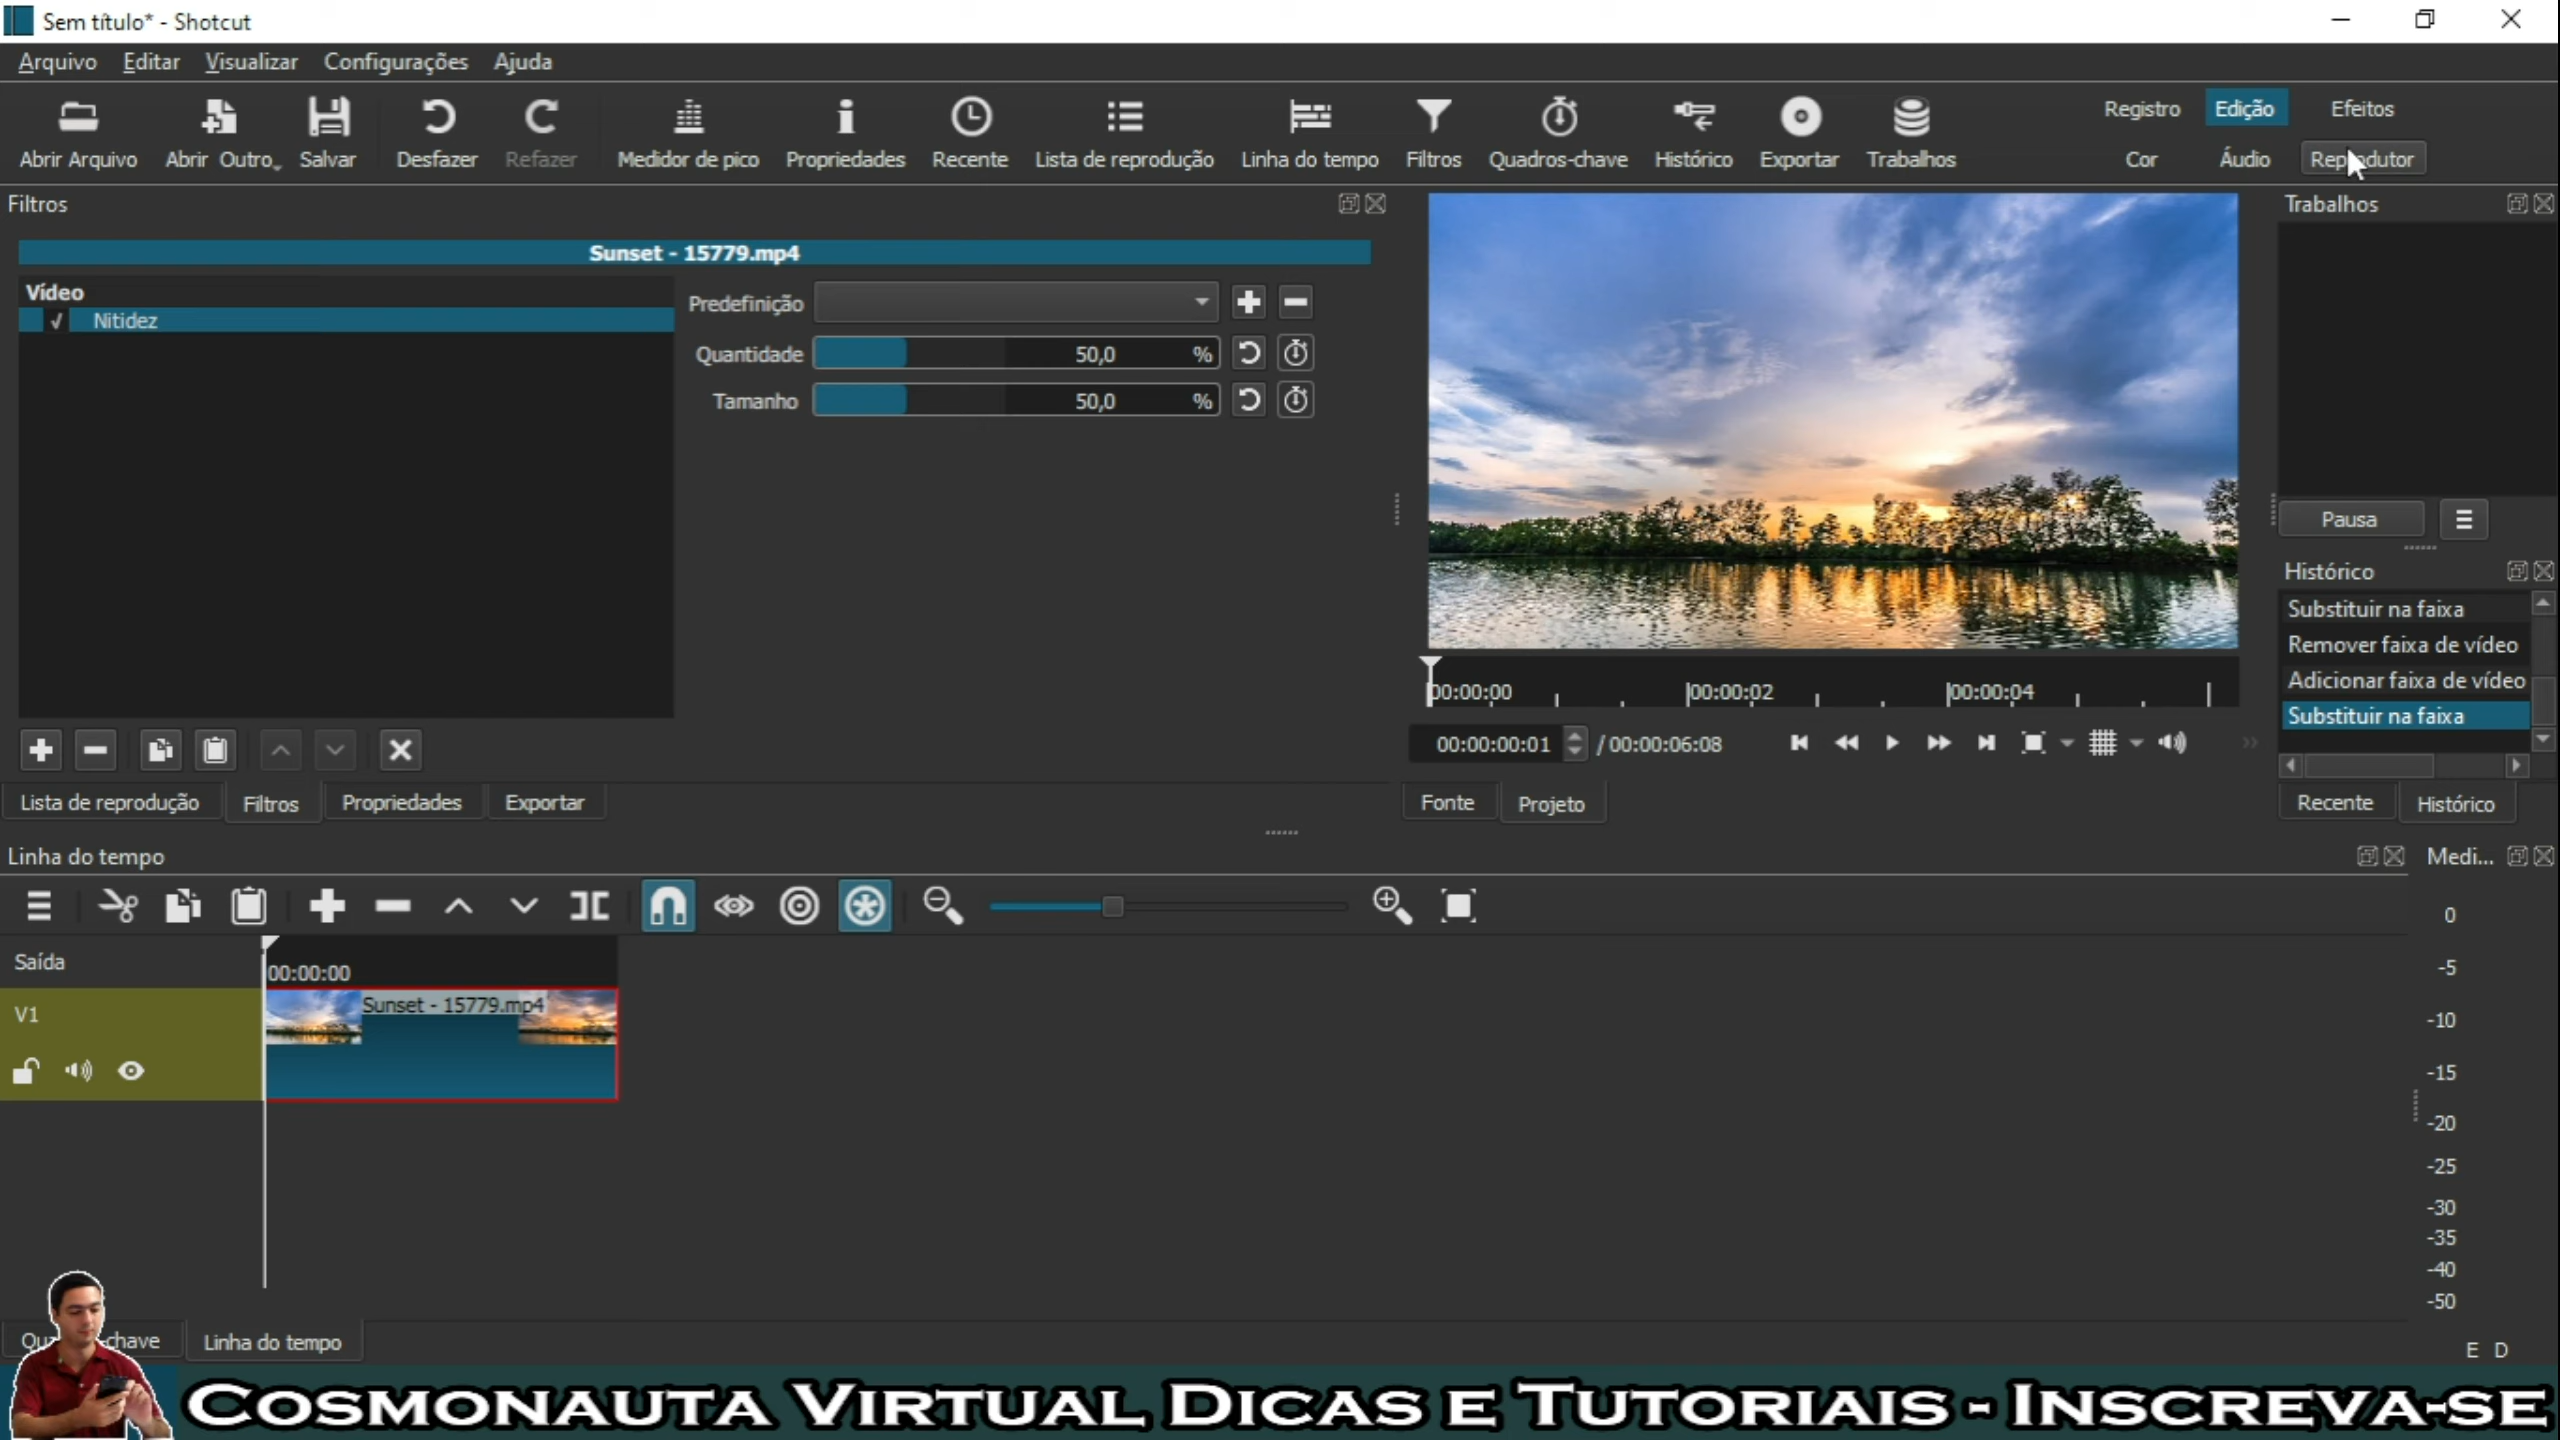 Sem título* - Shotcut
Arquivo Editar Visualizar Configurações Ajuda
Abrir Arquivo Abrir Outro Salvar Desfazer Refazer Medidor de pico Propriedades Recente Lista de reprodução Linha do tempo Filtros Quadros-chave Histórico Exportar Trabalhos
Registro Edição Efeitos
Cor Áudio Reprodutor
Filtros
Trabalhos
Sunset - 15779.mp4
Vídeo
Nitidez
Predefinição
Quantidade 50,0 %
Tamanho 50,0 %
Pausa
Histórico
Substituir na faixa
Remover faixa de vídeo
Adicionar faixa de vídeo
Substituir na faixa
00:00:00 00:00:02 00:00:04
00:00:00:01 / 00:00:06:08
Lista de reprodução Filtros Propriedades Exportar
Fonte Projeto
Recente Histórico
Linha do tempo
Medi...
Saída
00:00:00
V1
Sunset - 15779.mp4
0
-5
-10
-15
-20
-25
-30
-35
-40
-50
E D
Linha do tempo
Cosmonauta Virtual Dicas e Tutoriais - Inscreva-se